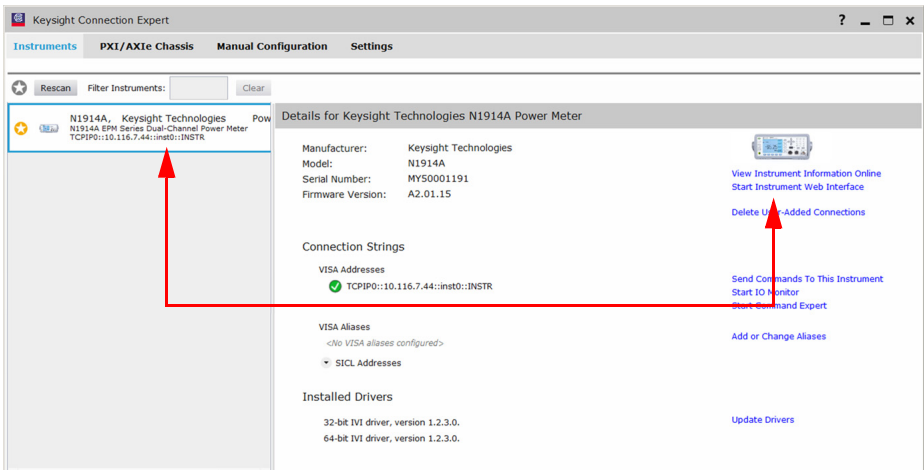 Keysight Connection Expert
?
Instruments PXI/AXIe Chassis Manual Configuration Settings
Rescan Filter Instruments: Clear
N1914A, Keysight Technologies Pow
N1914A EPM Series Dual-Channel Power Meter
TCPIP0::10.116.7.44::inst0::INSTR
Details for Keysight Technologies N1914A Power Meter
Manufacturer: Keysight Technologies
Model: N1914A
Serial Number: MY50001191
Firmware Version: A2.01.15
View Instrument Information Online
Start Instrument Web Interface
Delete User-Added Connections
Connection Strings
VISA Addresses
TCPIP0::10.116.7.44::inst0::INSTR
Send Commands To This Instrument
Start IO Monitor
Start Command Expert
VISA Aliases
<No VISA aliases configured>
Add or Change Aliases
SICL Addresses
Installed Drivers
32-bit IVI driver, version 1.2.3.0.
64-bit IVI driver, version 1.2.3.0.
Update Drivers